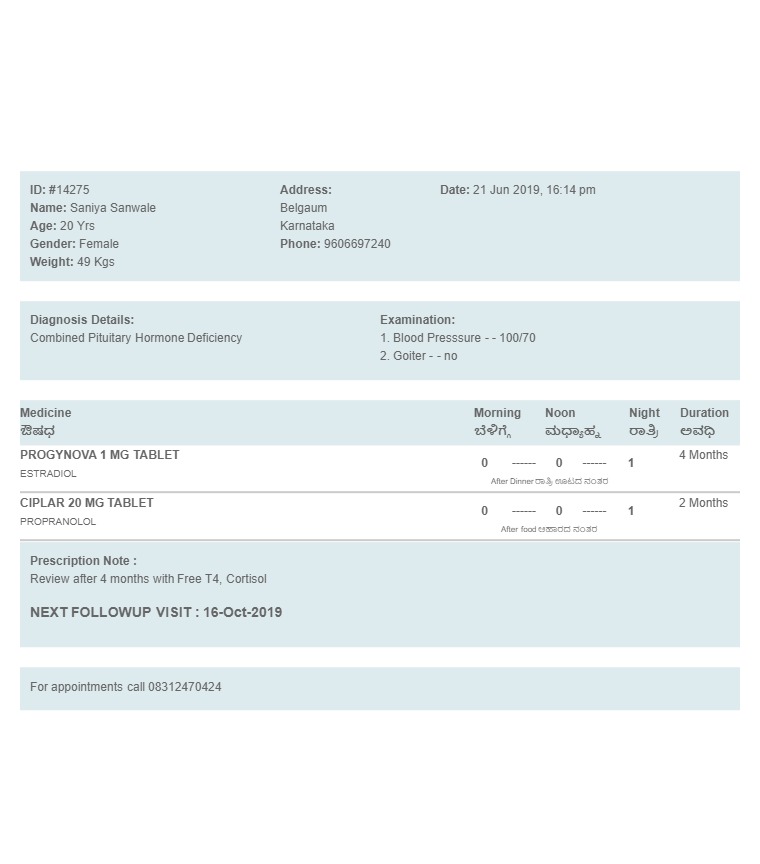 ID: #14275
Name: Saniya Sanwale
Age: 20 Yrs
Gender: Female
Weight: 49 Kgs
Address:
Belgaum
Karnataka
Phone: 9606697240
Date: 21 Jun 2019, 16:14 pm
Diagnosis Details:
Combined Pituitary Hormone Deficiency
Examination:
1. Blood Presssure - - 100/70
2. Goiter - - no
Medicine Morning Noon Night Duration
ಔಷಧ ಬೆಳಿಗ್ಗೆ ಮಧ್ಯಾಹ್ನ ರಾತ್ರಿ ಅವಧಿ
PROGYNOVA 1 MG TABLET 4 Months
0 ------ 0 ------ 1
ESTRADIOL
After Dinner ರಾತ್ರಿ ಊಟದ ನಂತರ
CIPLAR 20 MG TABLET 2 Months
0 ------ 0 ------ 1
PROPRANOLOL
After food ಆಹಾರದ ನಂತರ
Prescription Note :
Review after 4 months with Free T4, Cortisol
NEXT FOLLOWUP VISIT : 16-Oct-2019
For appointments call 08312470424